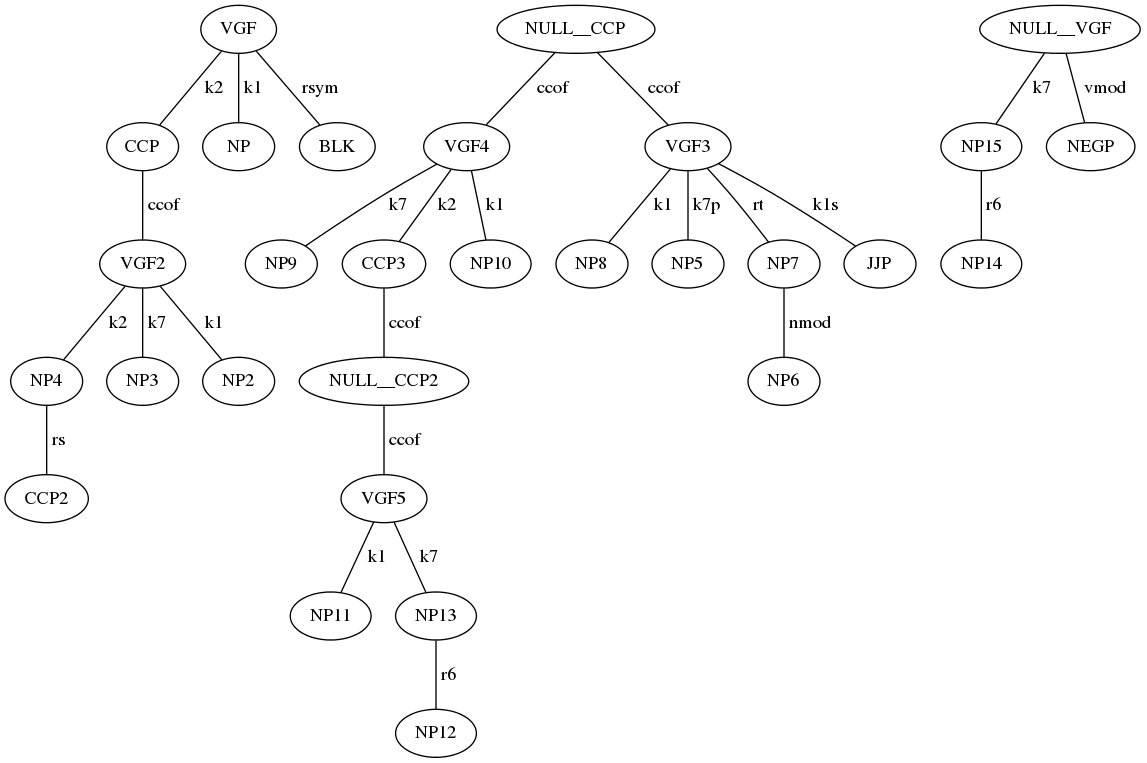 VGF NULL__CCP NULL__VGF
k2 k1 rsym ccof ccof k7 vmod
CCP NP BLK VGF4 VGF3 NP15 NEGP
ccof k7 k2 k1 k1 k7p rt k1s r6
VGF2 NP9 CCP3 NP10 NP8 NP5 NP7 JJP NP14
k2 k7 k1 ccof nmod
NP4 NP3 NP2 NULL__CCP2 NP6
rs ccof
CCP2 VGF5
k1 k7
NP11 NP13
r6
NP12